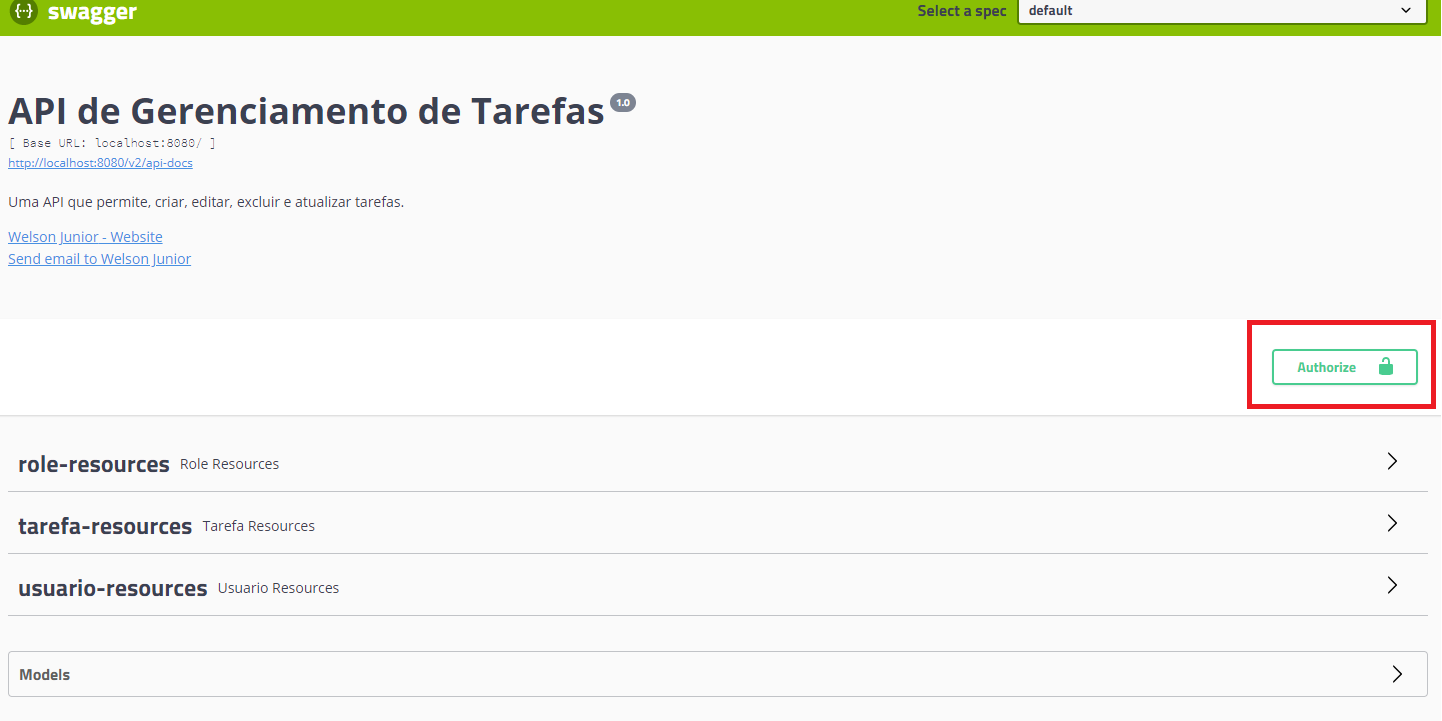 {··} swagger
Select a spec default
API de Gerenciamento de Tarefas 1.0
[ Base URL: localhost:8080/ ]
http://localhost:8080/v2/api-docs
Uma API que permite, criar, editar, excluir e atualizar tarefas.
Welson Junior - Website
Send email to Welson Junior
Authorize
role-resources Role Resources
tarefa-resources Tarefa Resources
usuario-resources Usuario Resources
Models